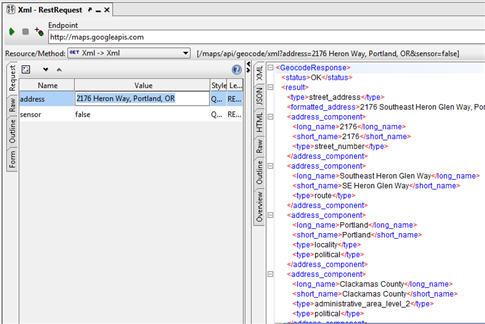 Xml - RestRequest
Endpoint
http://maps.googleapis.com
Resource/Method: GET Xml -> Xml [/maps/api/geocode/xml?address=2176 Heron Way, Portland, OR&sensor=false]
Request
Raw
Outline
Form
Name Value Style Le...
address 2176 Heron Way, Portland, OR Q... RE...
sensor false Q... RE...
XML
JSON
HTML
Raw
Outline
Overview
<GeocodeResponse>
<status>OK</status>
<result>
<type>street_address</type>
<formatted_address>2176 Southeast Heron Glen Way, Por
<address_component>
<long_name>2176</long_name>
<short_name>2176</short_name>
<type>street_number</type>
</address_component>
<address_component>
<long_name>Southeast Heron Glen Way</long_name>
<short_name>SE Heron Glen Way</short_name>
<type>route</type>
</address_component>
<address_component>
<long_name>Portland</long_name>
<short_name>Portland</short_name>
<type>locality</type>
<type>political</type>
</address_component>
<address_component>
<long_name>Clackamas County</long_name>
<short_name>Clackamas County</short_name>
<type>administrative_area_level_2</type>
<type>political</type>